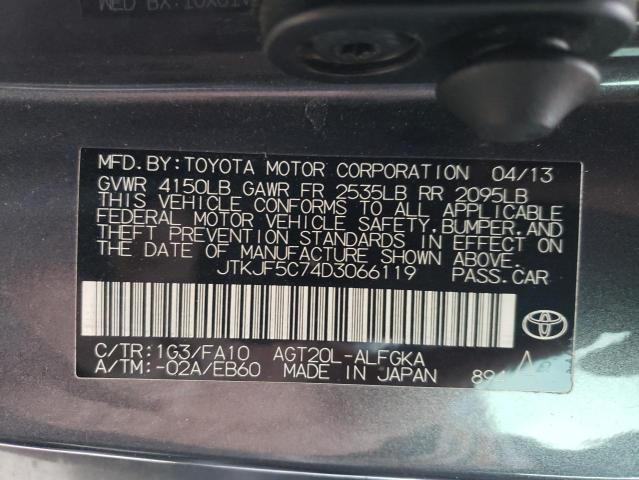 MFD.BY:TOYOTA MOTOR CORPORATION 04/13
GVWR 4150LB GAWR FR 2535LB RR 2095LB
THIS VEHICLE CONFORMS TO ALL APPLICABLE
FEDERAL MOTOR VEHICLE SAFETY,BUMPER,AND
THEFT PREVENTION STANDARDS IN EFFECT ON
THE DATE OF MANUFACTURE SHOWN ABOVE.
JTKJF5C74D3066119 PASS.CAR
C/TR:1G3/FA10 AGT20L-ALFGKA
A/TM:-02A/EB60 MADE IN JAPAN